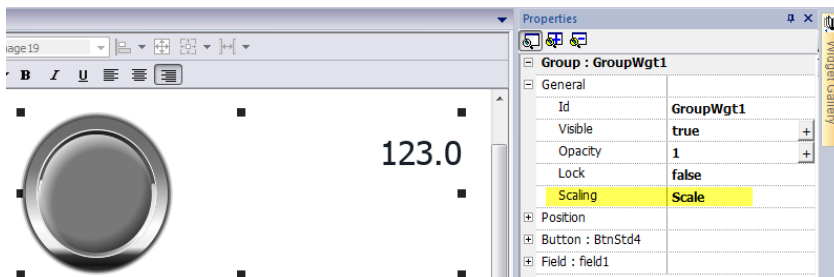 Properties
age19
B I U
Group : GroupWgt1
General
Id GroupWgt1
Visible true +
Opacity 1 +
Lock false
Scaling Scale
Position
Button : BtnStd4
Field : field1
123.0
Widget Gallery